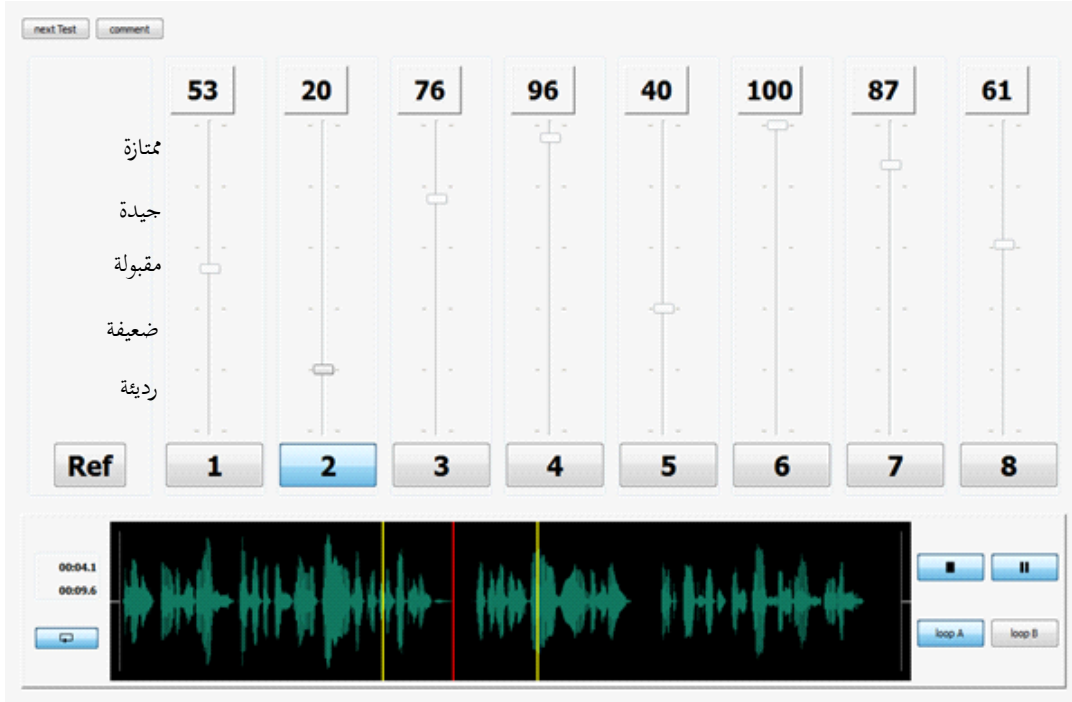 next Test comment
53 20 76 96 40 100 87 61
ممتازة
جيدة
مقبولة
ضعيفة
رديئة
Ref 1 2 3 4 5 6 7 8
00:04.1
00:09.6
loop A loop B